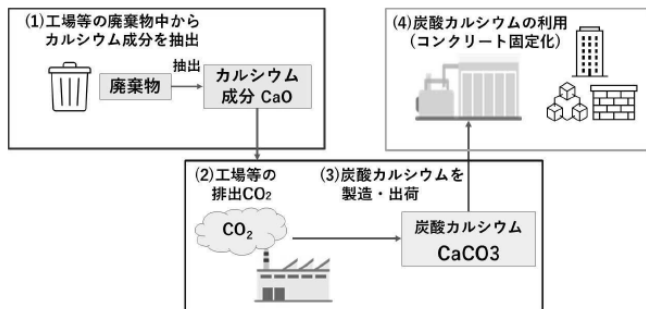 (1)工場等の廃棄物中から
カルシウム成分を抽出
廃棄物
抽出
カルシウム
成分 CaO
(2)工場等の
排出CO₂
CO₂
(3)炭酸カルシウムを
製造・出荷
炭酸カルシウム
CaCO3
(4)炭酸カルシウムの利用
(コンクリート固定化)